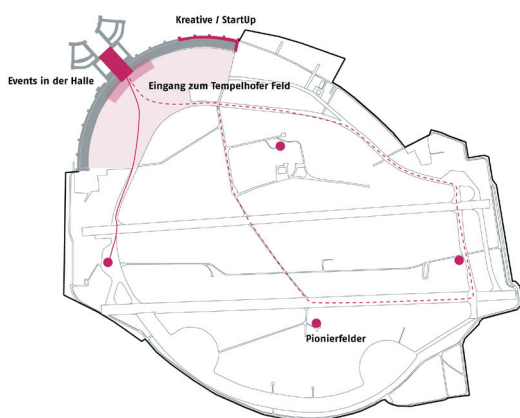 Kreative / StartUp
Events in der Halle
Eingang zum Tempelhofer Feld
Pionierfelder